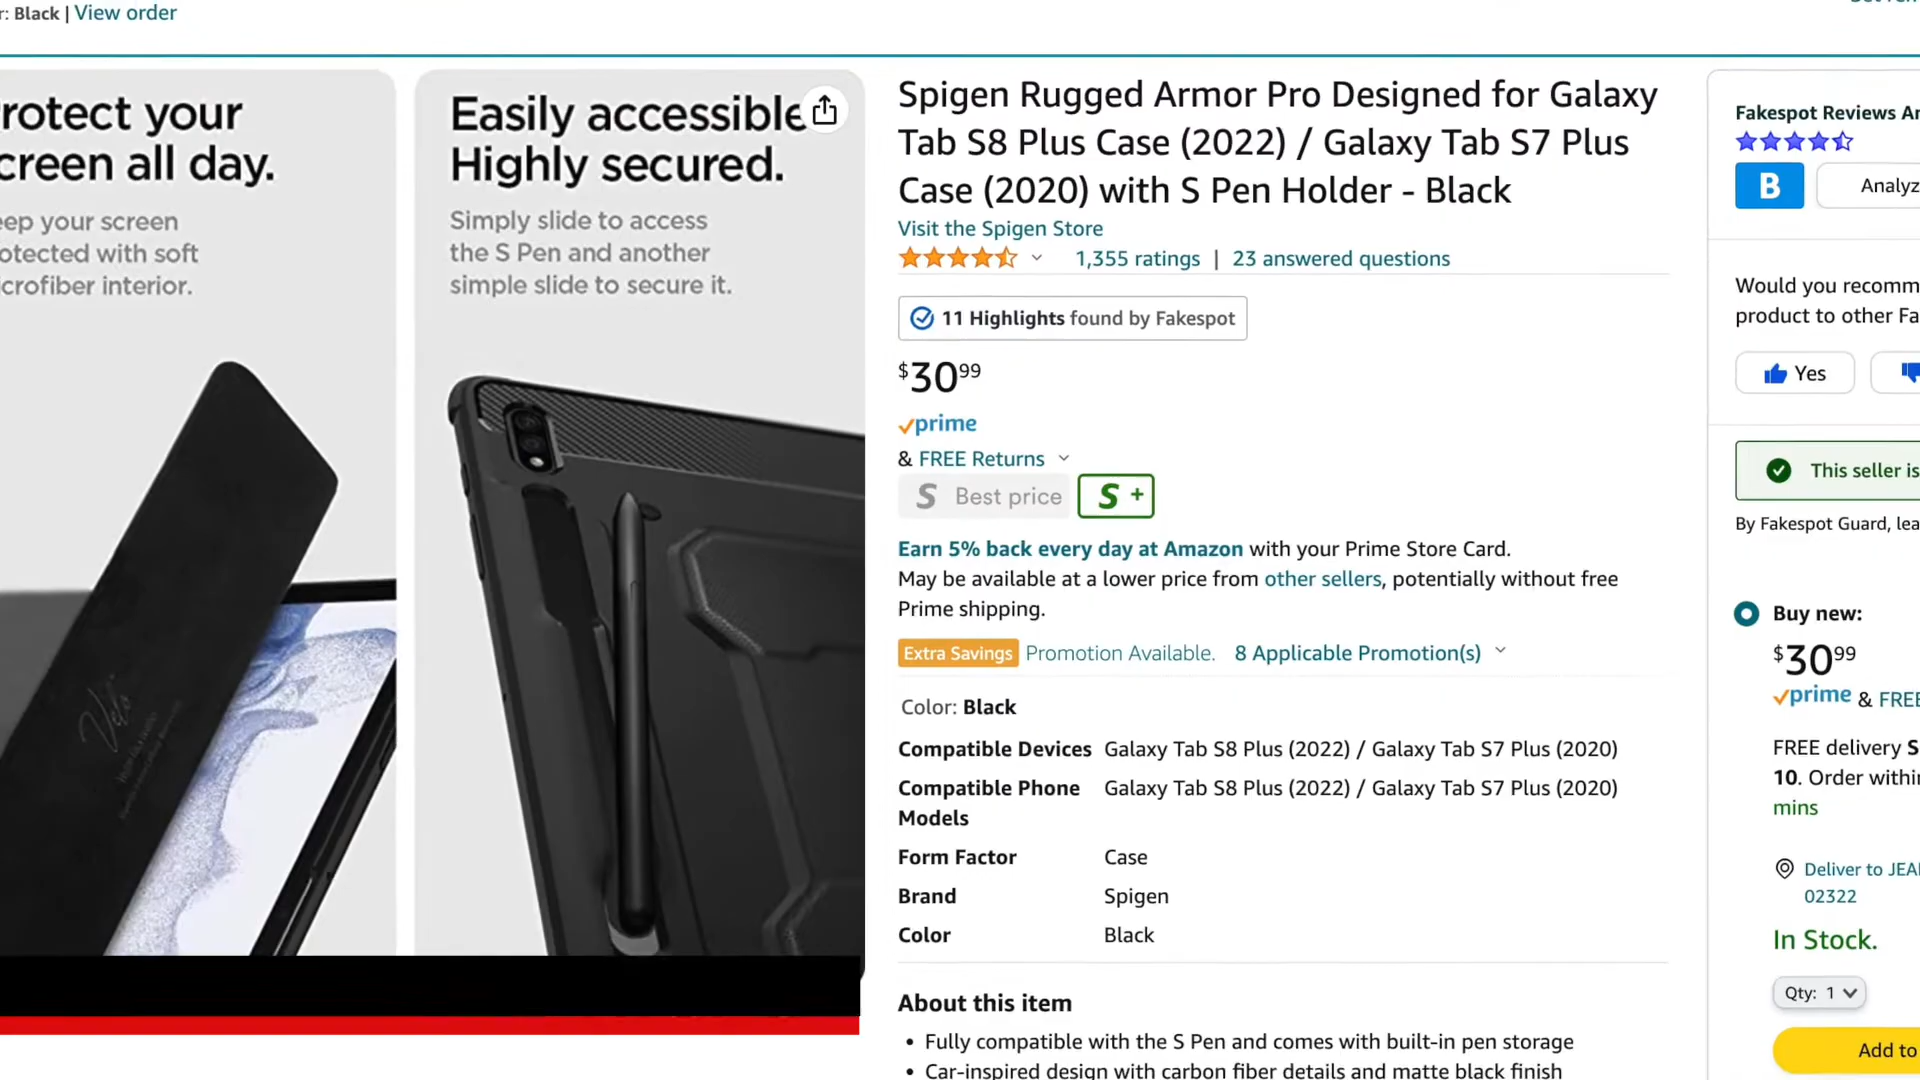 r: Black | View order
rotect your
creen all day.
eep your screen
otected with soft
crofiber interior.
Easily accessible
Highly secured.
Simply slide to access
the S Pen and another
simple slide to secure it.
Spigen Rugged Armor Pro Designed for Galaxy
Tab S8 Plus Case (2022) / Galaxy Tab S7 Plus
Case (2020) with S Pen Holder - Black
Visit the Spigen Store
1,355 ratings | 23 answered questions
11 Highlights found by Fakespot
$30.99
prime
& FREE Returns
S Best price S +
Earn 5% back every day at Amazon with your Prime Store Card.
May be available at a lower price from other sellers, potentially without free
Prime shipping.
Extra Savings Promotion Available. 8 Applicable Promotion(s)
Color: Black
Compatible Devices Galaxy Tab S8 Plus (2022) / Galaxy Tab S7 Plus (2020)
Compatible Phone Galaxy Tab S8 Plus (2022) / Galaxy Tab S7 Plus (2020)
Models
Form Factor Case
Brand Spigen
Color Black
About this item
• Fully compatible with the S Pen and comes with built-in pen storage
• Car-inspired design with carbon fiber details and matte black finish
Fakespot Reviews
B Analyz
Would you recomm
product to other Fa
Yes
This seller is
By Fakespot Guard, lea
Buy new:
$30.99
prime & FREE
FREE delivery S
10. Order within
mins
Deliver to JEA
02322
In Stock.
Qty: 1
Add to